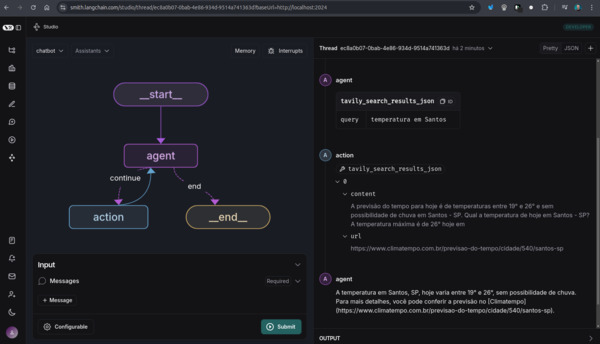 smith.langchain.com/studio/thread/ec8a0b07-0bab-4e86-934d-9514a741363d?baseUrl=http://localhost:2024
Studio
DEVELOPER
chatbot
Assistants
Memory
Interrupts
__start__
agent
continue
end
action
__end__
Input
Messages
Required
+ Message
Configurable
Submit
Thread ec8a0b07-0bab-4e86-934d-9514a741363d há 2 minutos
Pretty
JSON
A agent
tavily_search_results_json
query temperatura em Santos
A action
tavily_search_results_json
0
content
A previsão do tempo para hoje é de temperaturas entre 19° e 26° e sem
possibilidade de chuva em Santos - SP. Qual a temperatura de hoje em Santos - SP?
A temperatura máxima é de 26° hoje em
url
https://www.climatempo.com.br/previsao-do-tempo/cidade/540/santos-sp
A agent
A temperatura em Santos, SP, hoje varia entre 19° e 26°, sem possibilidade de chuva.
Para mais detalhes, você pode conferir a previsão no [Climatempo]
(https://www.climatempo.com.br/previsao-do-tempo/cidade/540/santos-sp).
OUTPUT
A